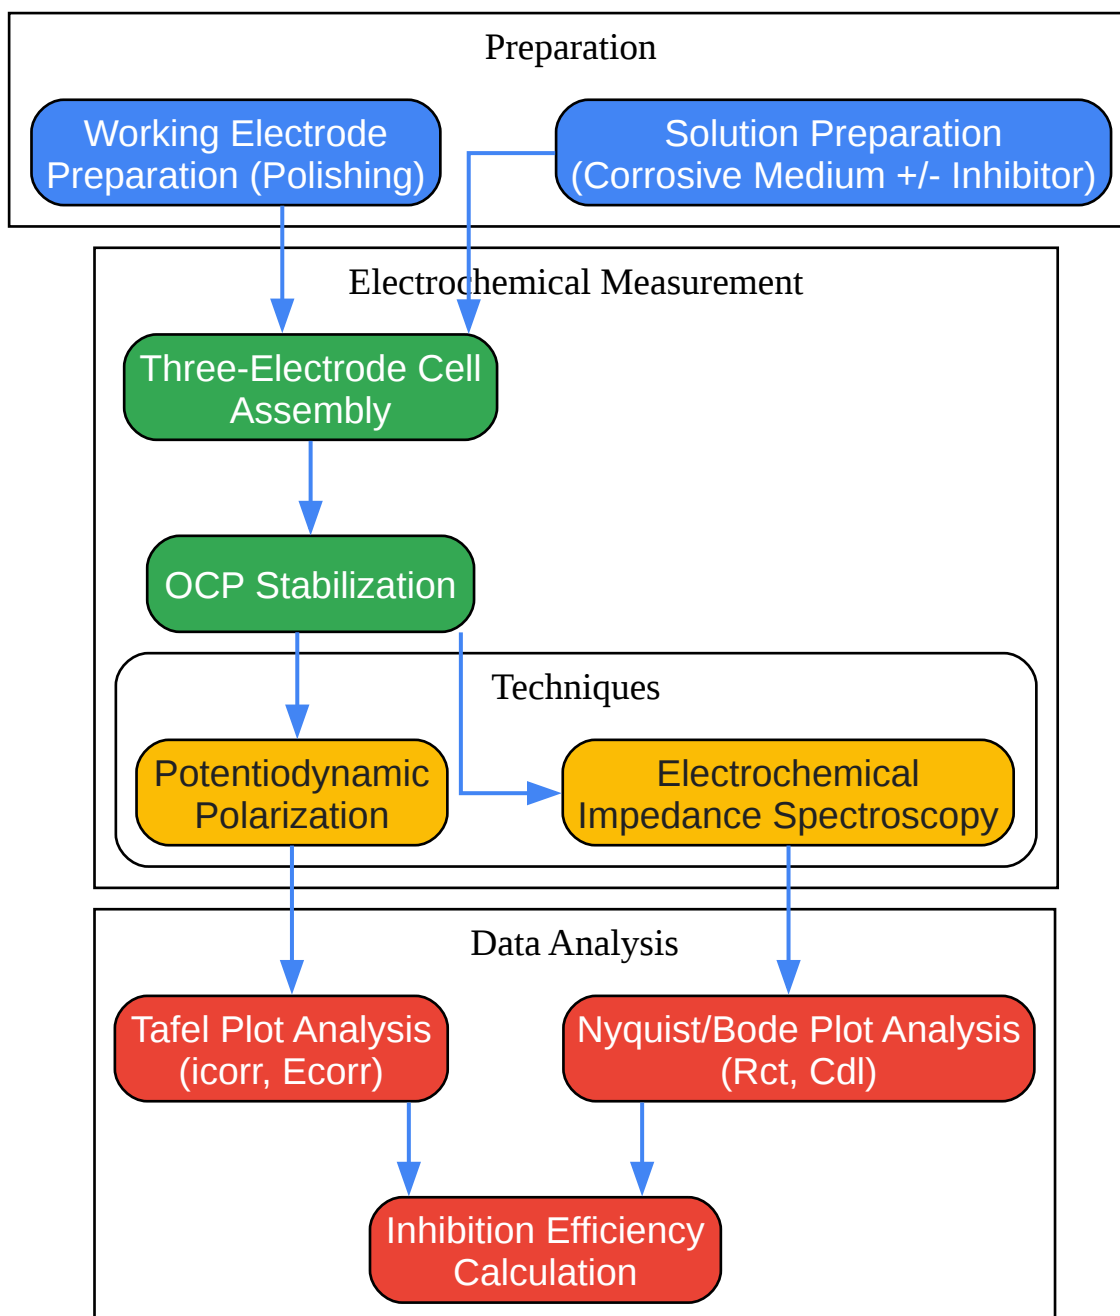 Preparation
Working Electrode
Preparation (Polishing)
Solution Preparation
(Corrosive Medium +/- Inhibitor)
Electrochemical Measurement
Three-Electrode Cell
Assembly
OCP Stabilization
Techniques
Potentiodynamic
Polarization
Electrochemical
Impedance Spectroscopy
Data Analysis
Tafel Plot Analysis
(icorr, Ecorr)
Nyquist/Bode Plot Analysis
(Rct, Cdl)
Inhibition Efficiency
Calculation